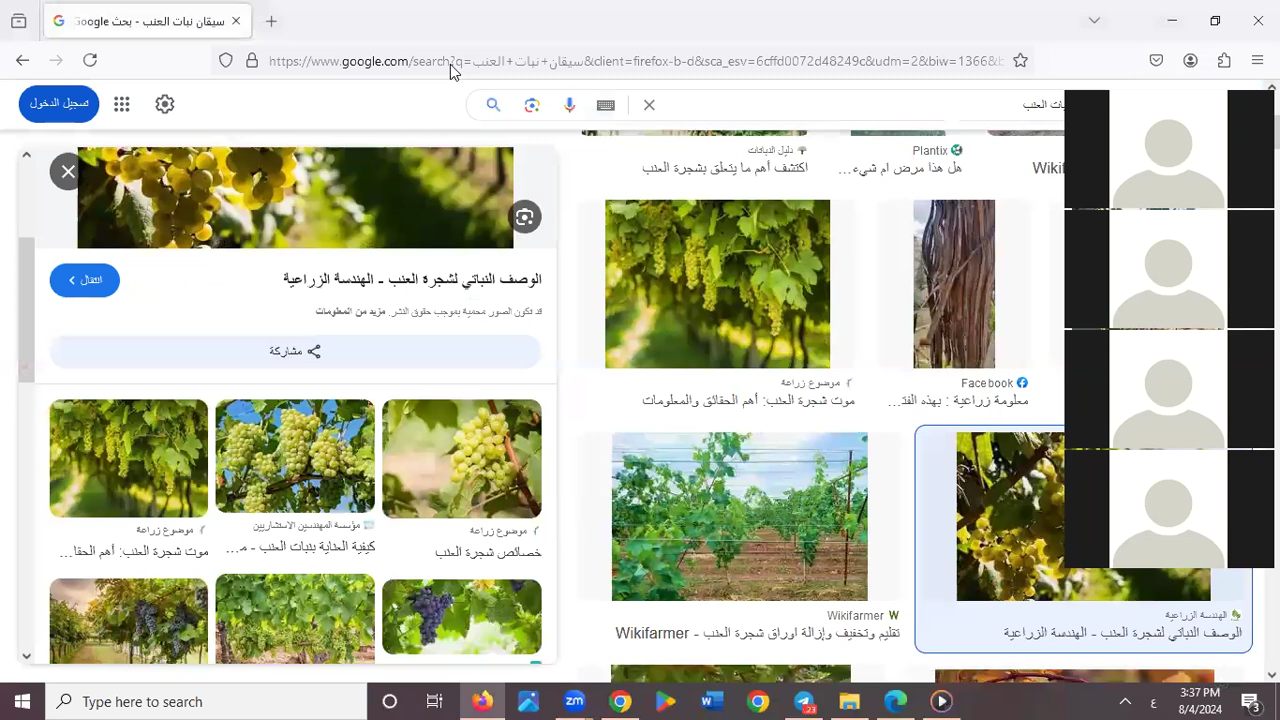 سيقان نبات العنب - بحث Google
https://www.google.com/search?q=سيقان+نبات+العنب&client=firefox-b-d&sca_esv=6cffd0072d48249c&udm=2&biw=1366&
تسجيل الدخول
دليل النباتات
اكتشف أهم ما يتعلق بشجرة العنب
Plantix
هل هذا مرض ام شيء...
الوصف النباتي لشجرة العنب - الهندسة الزراعية
انتقال
قد تكون الصور محمية بموجب حقوق النشر. مزيد من المعلومات
مشاركة
موضوع زراعة
موت شجرة العنب: أهم الحقائق والمعلومات
Facebook
معلومة زراعية : بهذه الفتـ...
موضوع زراعة
خصائص شجرة العنب
مؤسسة المهندسين الاستشاريين
كيفية العناية بنبات العنب - مـ...
موضوع زراعة
موت شجرة العنب: أهم الحقا...
Wikifarmer
تقليم وتخفيف وإزالة اوراق شجرة العنب - Wikifarmer
الهندسة الزراعية
الوصف النباتي لشجرة العنب - الهندسة الزراعية
Type here to search
zm
23
ع
3:37 PM
8/4/2024
3